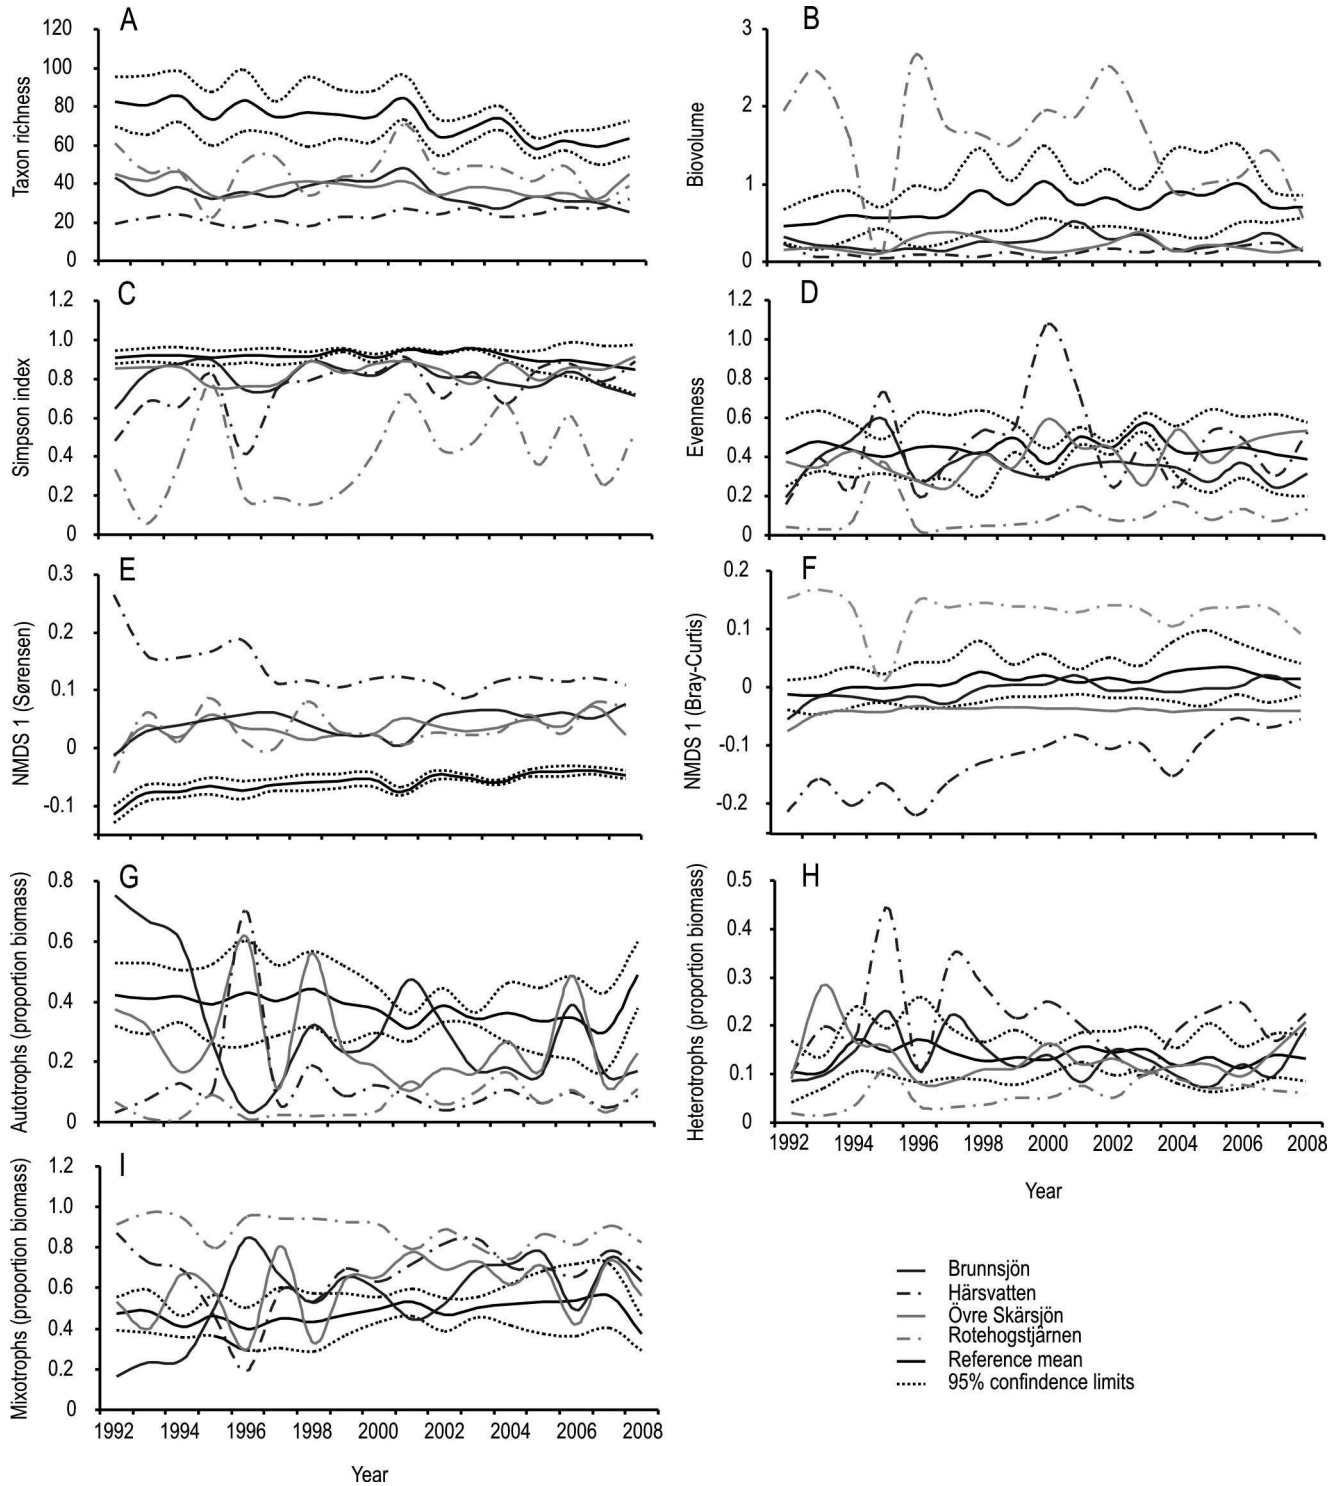 A
Taxon richness
120
100
80
60
40
20
0
B
Biovolume
3
2
1
0
C
Simpson index
1.2
1.0
0.8
0.6
0.4
0.2
0
D
Evenness
1.2
1.0
0.8
0.6
0.4
0.2
0
E
NMDS 1 (Sørensen)
0.3
0.2
0.1
0
-0.1
F
NMDS 1 (Bray-Curtis)
0.2
0.1
0
-0.1
-0.2
G
Autotrophs (proportion biomass)
0.8
0.6
0.4
0.2
0
H
Heterotrophs (proportion biomass)
0.5
0.4
0.3
0.2
0.1
0
1992 1994 1996 1998 2000 2002 2004 2006 2008
Year
I
Mixotrophs (proportion biomass)
1.2
1.0
0.8
0.6
0.4
0.2
0
1992 1994 1996 1998 2000 2002 2004 2006 2008
Year
Brunnsjön
Härsvatten
Övre Skärsjön
Rotehogstjärnen
Reference mean
95% confindence limits